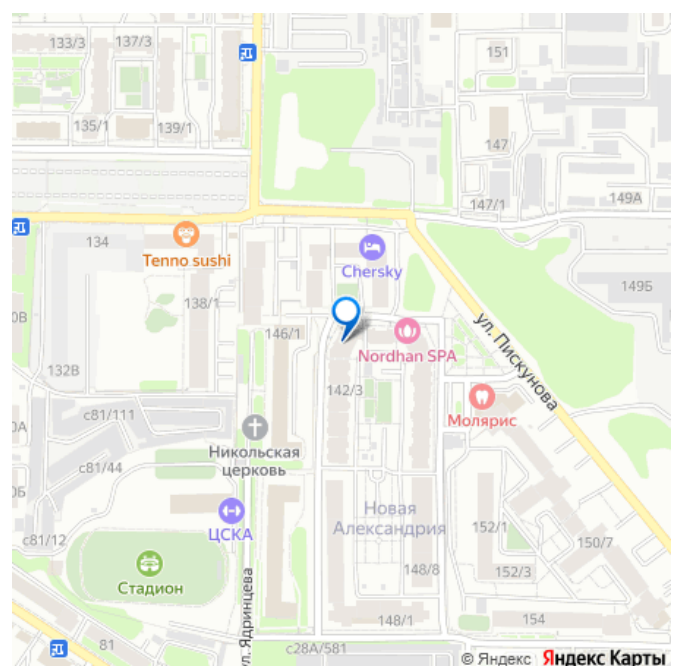 133/3
137/3
151
135/1
139/1
147
147/1
149А
134
Tenno sushi
Chersky
138/1
149Б
0В
146/1
ул. Пискунова
Nordhan SPA
132В
142/3
Молярис
с81/111
0А
Никольская
церковь
с81/44
0Б
ЦСКА
Новая
Александрия
152/1
150/7
с81/12
148/8
152/3
Стадион
ул. Ядринцева
148/1
154
81
с28А/581
© Яндекс Яндекс Карты